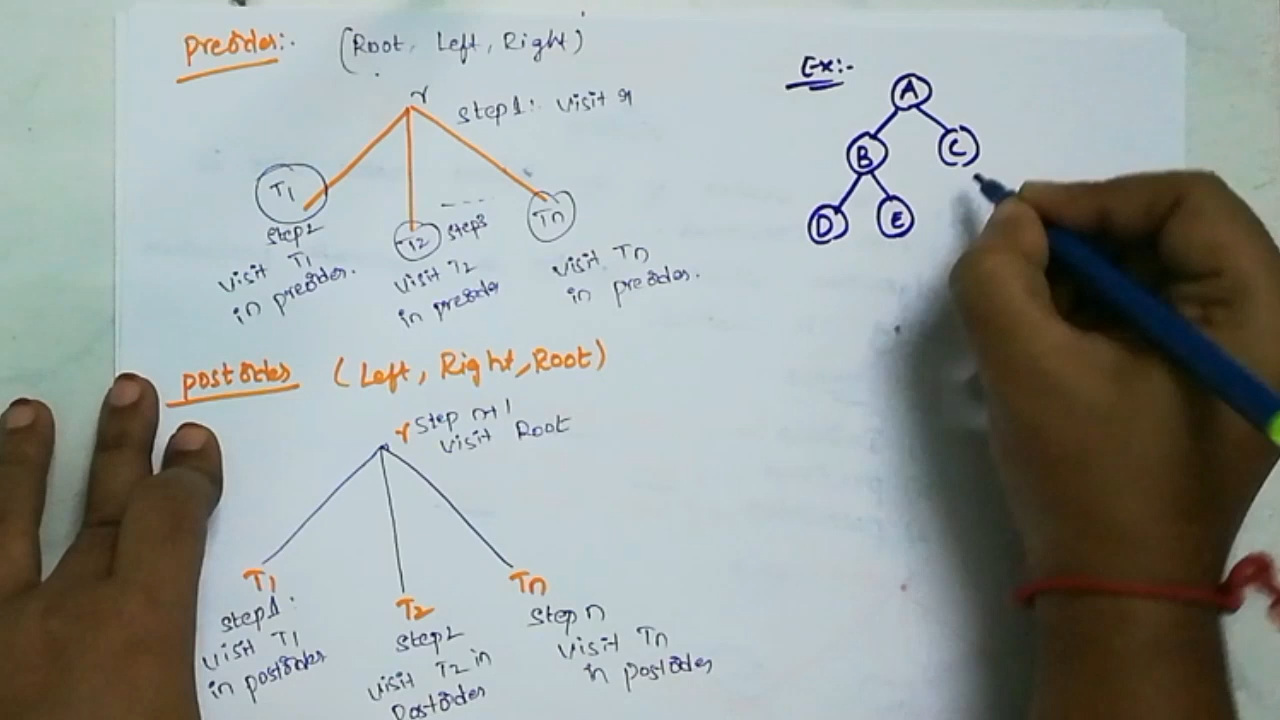 Preorder:. (Root, Left, Right)
r
Step1: Visit r
T1
T2
----
Tn
Step2
Visit T1
in preorder.
Step3
Visit T2
in preorder
Visit Tn
in preorder.
postorder (Left, Right, Root)
r
Step n+1
Visit Root
T1
Step1:
Visit T1
in postorder
T2
Step2
Visit T2 in
Postorder
Tn
Step n
Visit Tn
in postorder
Ex:-
A
B
C
D
E